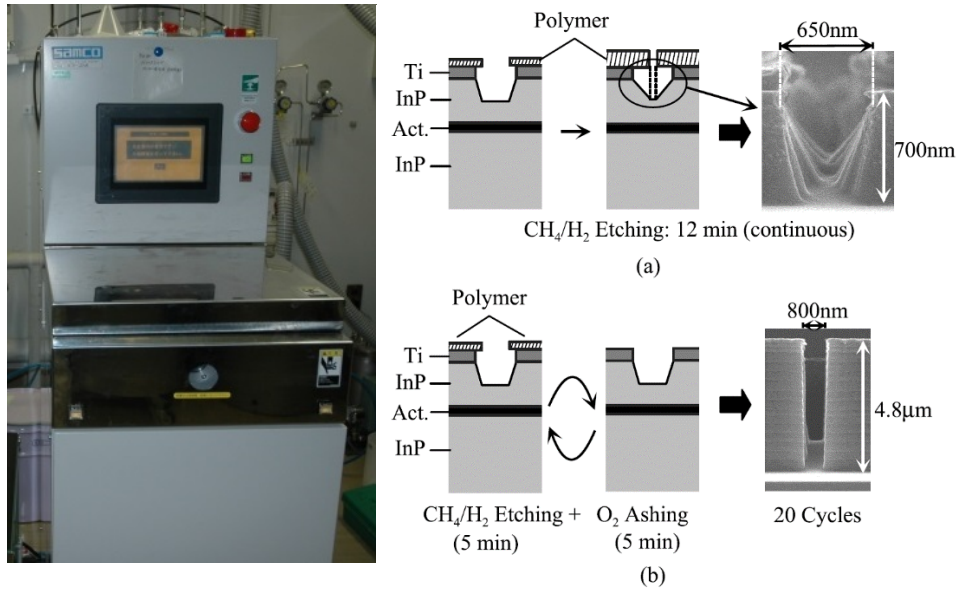 samco
Polymer
650nm
Ti
InP
Act.
InP
700nm
CH₄/H₂ Etching: 12 min (continuous)
(a)
Polymer
800nm
Ti
InP
Act.
InP
4.8μm
CH₄/H₂ Etching + O₂ Ashing
(5 min) (5 min)
20 Cycles
(b)